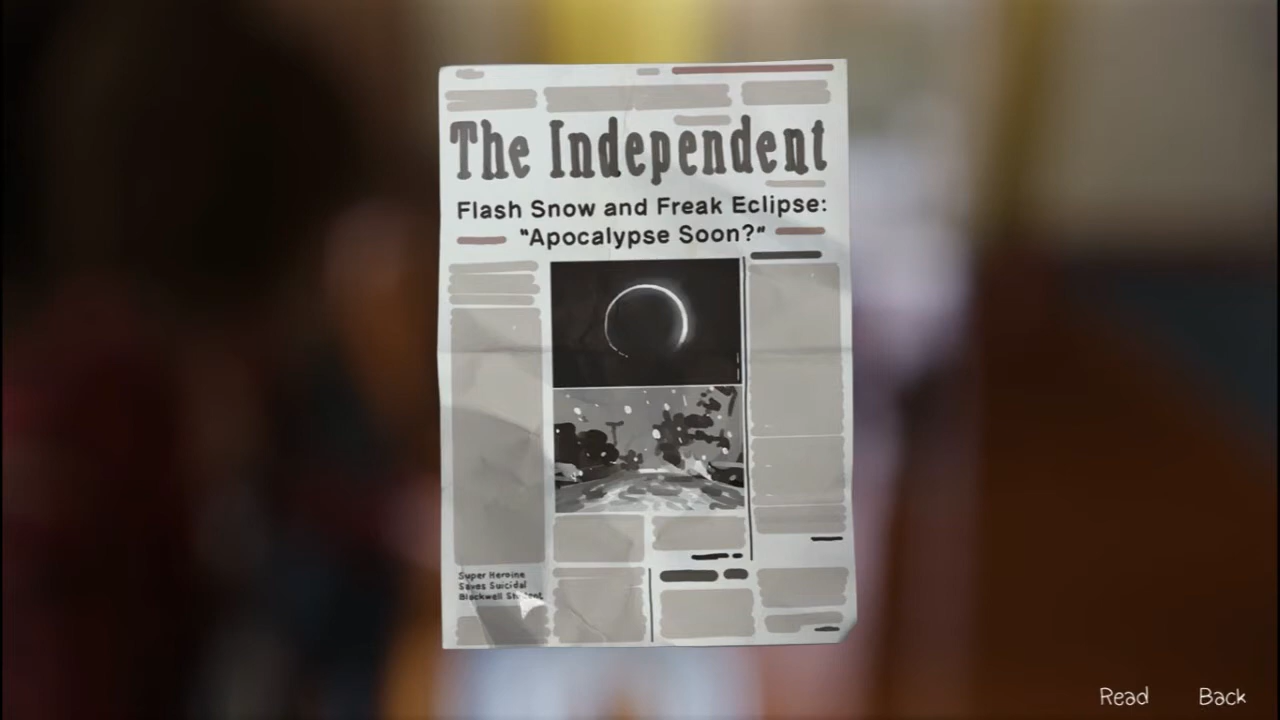 The Independent
Flash Snow and Freak Eclipse:
"Apocalypse Soon?"
Super Heroine
Saves Suicidal
Blackwell Student
Read Back